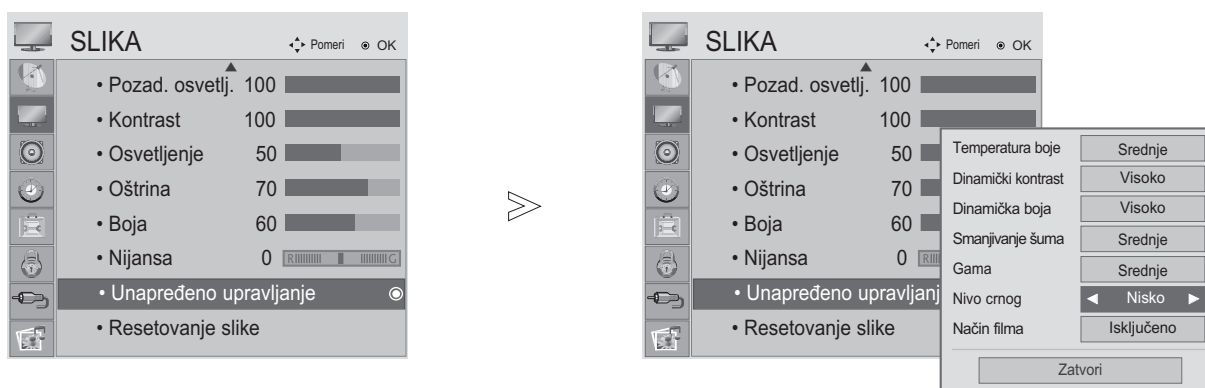 SLIKA
Pomeri OK
• Pozad. osvetlj. 100
• Kontrast 100
• Osvetljenje 50
• Oštrina 70
• Boja 60
• Nijansa 0 R G
• Unapređeno upravljanje
• Resetovanje slike
SLIKA
Pomeri OK
• Pozad. osvetlj. 100
• Kontrast 100
• Osvetljenje 50
• Oštrina 70
• Boja 60
• Nijansa 0 R
• Unapređeno upravljanj
• Resetovanje slike
Temperatura boje Srednje
Dinamički kontrast Visoko
Dinamička boja Visoko
Smanjivanje šuma Srednje
Gama Srednje
Nivo crnog ◄ Nisko ►
Način filma Isključeno
Zatvori